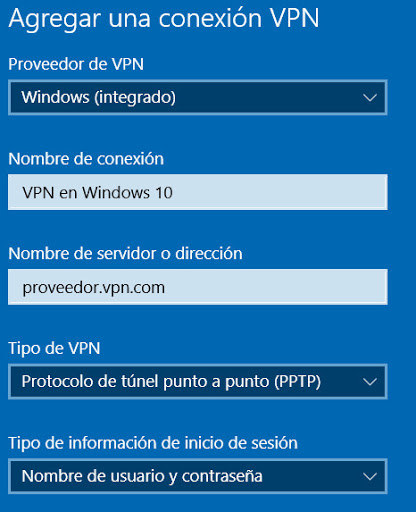 Agregar una conexión VPN
Proveedor de VPN
Windows (integrado)
Nombre de conexión
VPN en Windows 10
Nombre de servidor o dirección
proveedor.vpn.com
Tipo de VPN
Protocolo de túnel punto a punto (PPTP)
Tipo de información de inicio de sesión
Nombre de usuario y contraseña